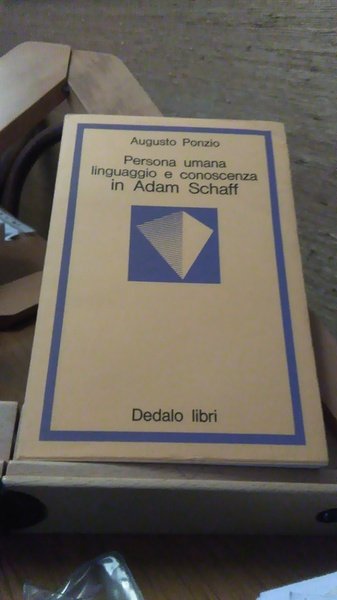 Augusto Ponzio
Persona umana
linguaggio e conoscenza
in Adam Schaff
Dedalo libri